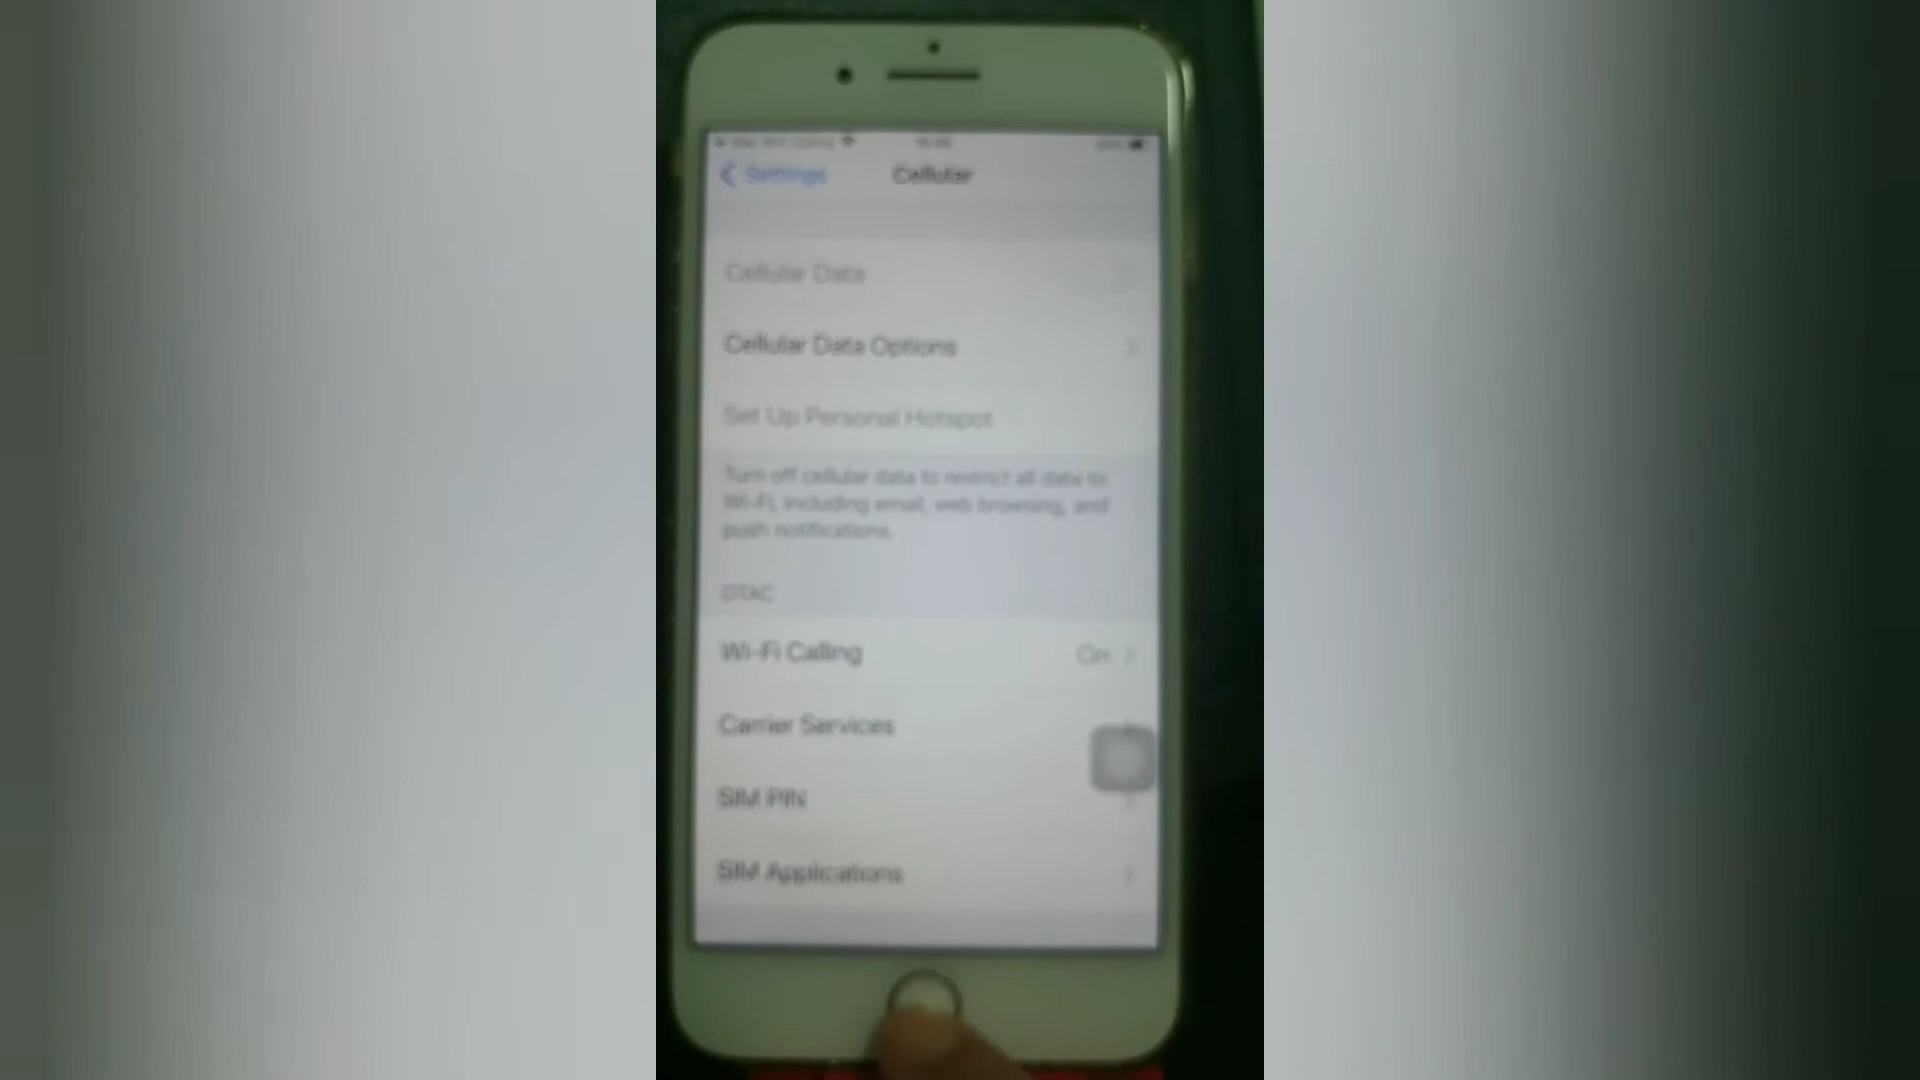 Settings
Cellular
Cellular Data
Cellular Data Options
Set Up Personal Hotspot
Turn off cellular data to restrict all data to
Wi-Fi, including email, web browsing, and
push notifications.
DTAC
Wi-Fi Calling
On
Carrier Services
SIM PIN
SIM Applications